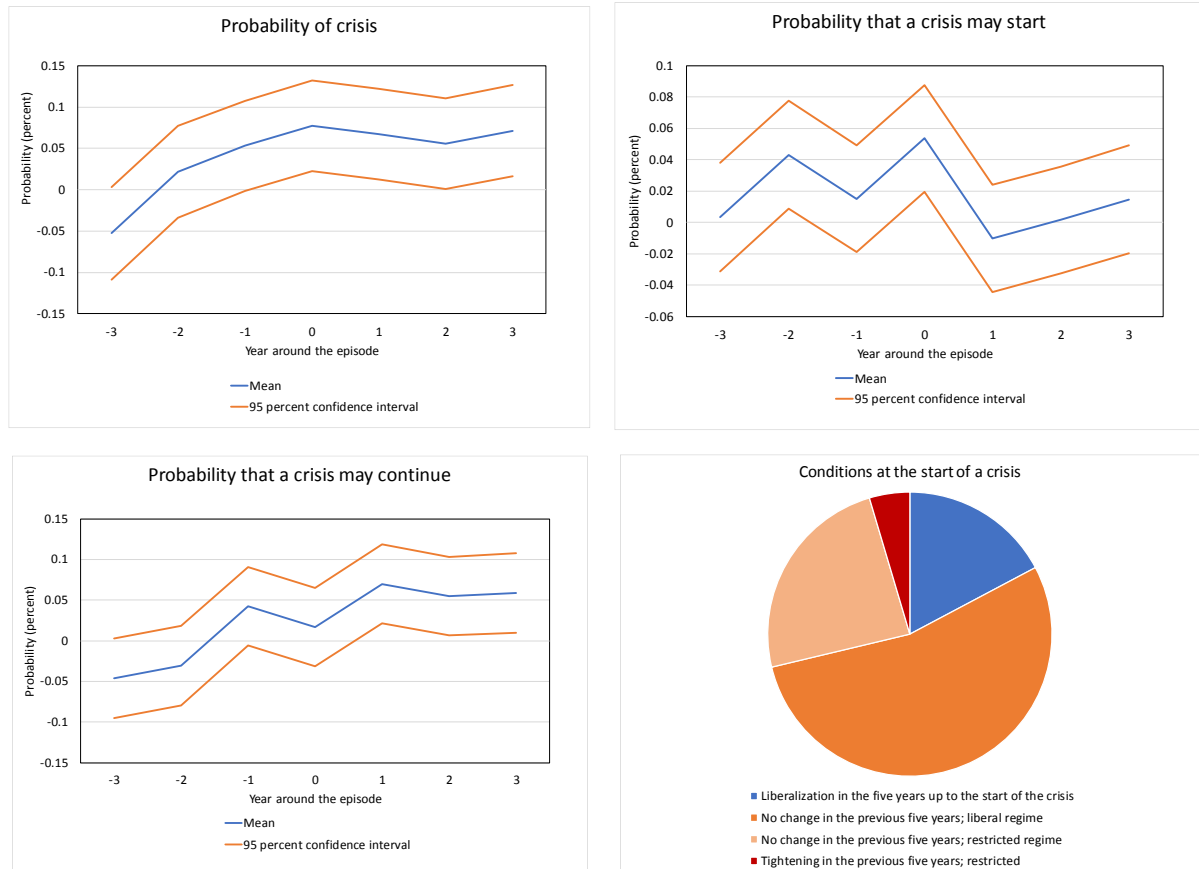 Probability of crisis
Probability (percent)
0.15
0.1
0.05
0
-0.05
-0.1
-0.15
-3 -2 -1 0 1 2 3
Year around the episode
Mean
95 percent confidence interval
Probability that a crisis may start
Probability (percent)
0.1
0.08
0.06
0.04
0.02
0
-0.02
-0.04
-0.06
-3 -2 -1 0 1 2 3
Year around the episode
Mean
95 percent confidence interval
Probability that a crisis may continue
Probability (percent)
0.15
0.1
0.05
0
-0.05
-0.1
-0.15
-3 -2 -1 0 1 2 3
Year around the episode
Mean
95 percent confidence interval
Conditions at the start of a crisis
Liberalization in the five years up to the start of the crisis
No change in the previous five years; liberal regime
No change in the previous five years; restricted regime
Tightening in the previous five years; restricted